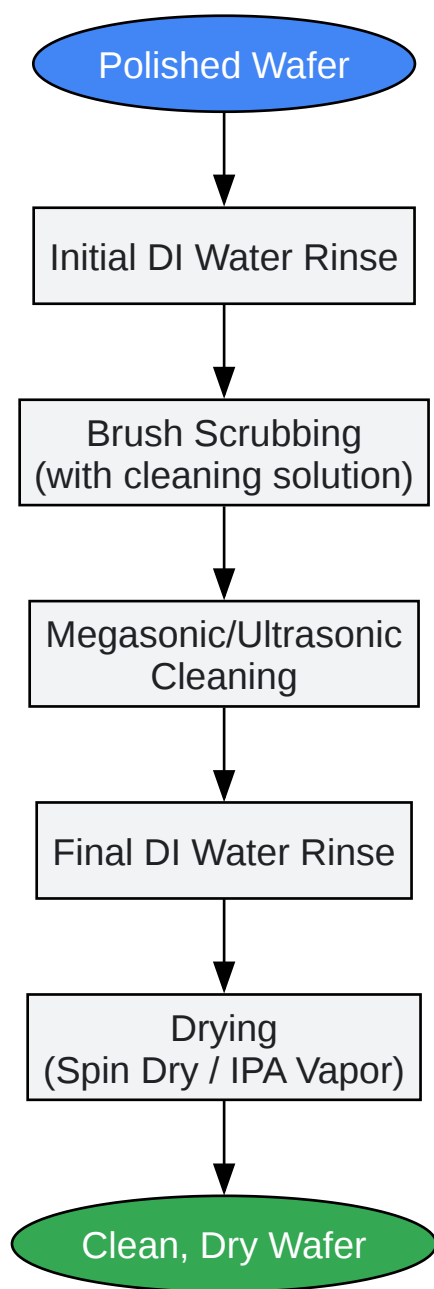 Polished Wafer
Initial DI Water Rinse
Brush Scrubbing
(with cleaning solution)
Megasonic/Ultrasonic
Cleaning
Final DI Water Rinse
Drying
(Spin Dry / IPA Vapor)
Clean, Dry Wafer